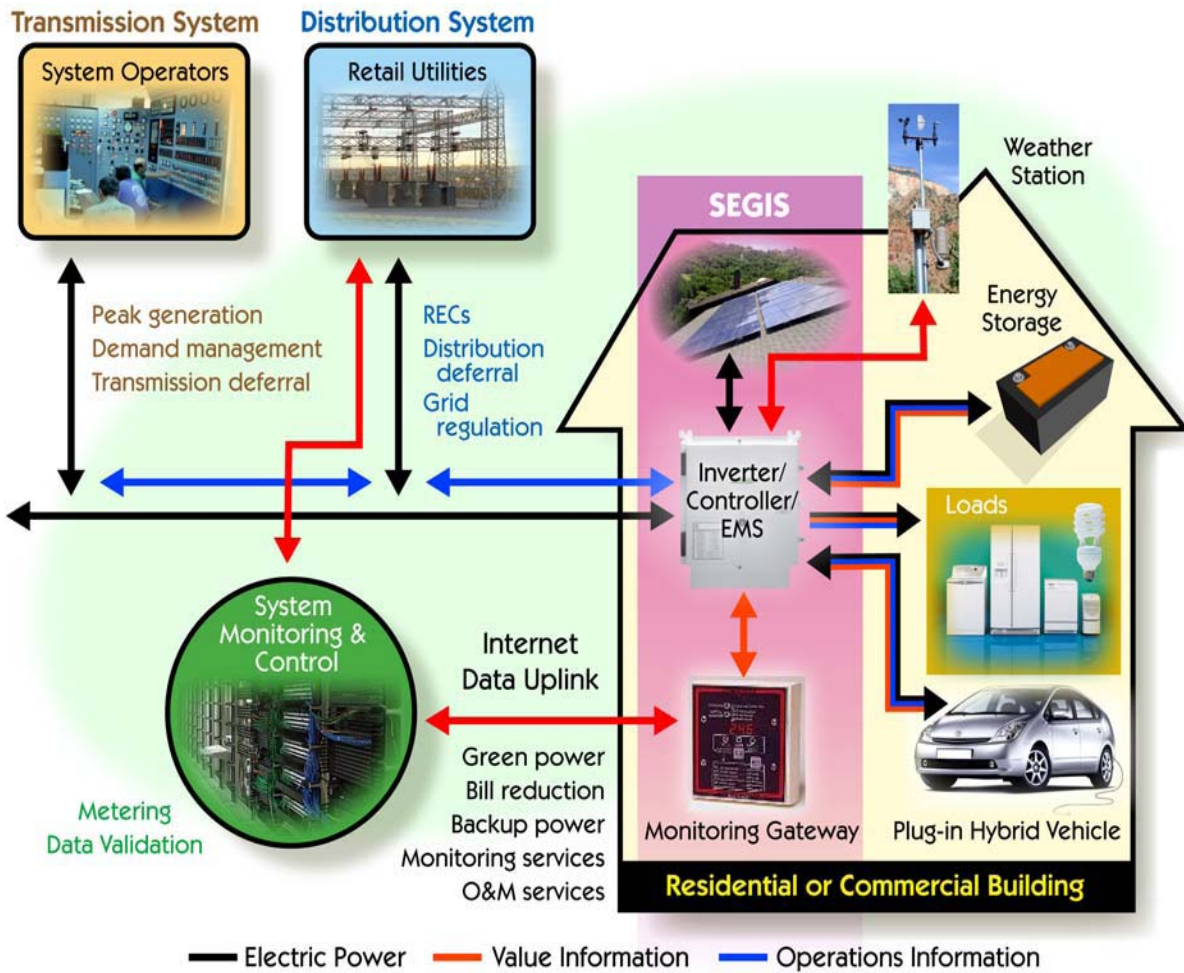 Transmission System
System Operators
Distribution System
Retail Utilities
Peak generation
Demand management
Transmission deferral
RECs
Distribution
deferral
Grid
regulation
SEGIS
Weather
Station
Energy
Storage
Inverter/
Controller/
EMS
Loads
System
Monitoring &
Control
Metering
Data Validation
Internet
Data Uplink
Green power
Bill reduction
Backup power
Monitoring services
O&M services
246
Monitoring Gateway
Plug-in Hybrid Vehicle
Residential or Commercial Building
Electric Power
Value Information
Operations Information